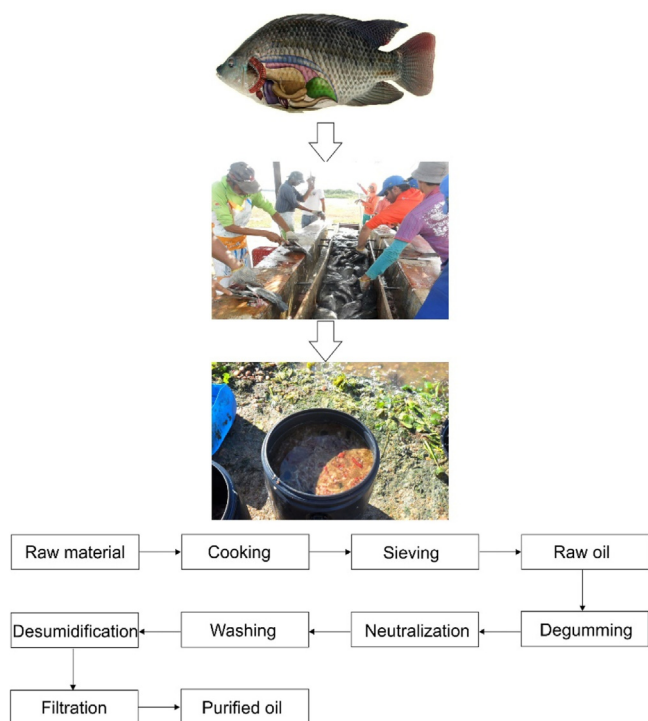 Raw material
Cooking
Sieving
Raw oil
Degumming
Neutralization
Washing
Desumidification
Filtration
Purified oil